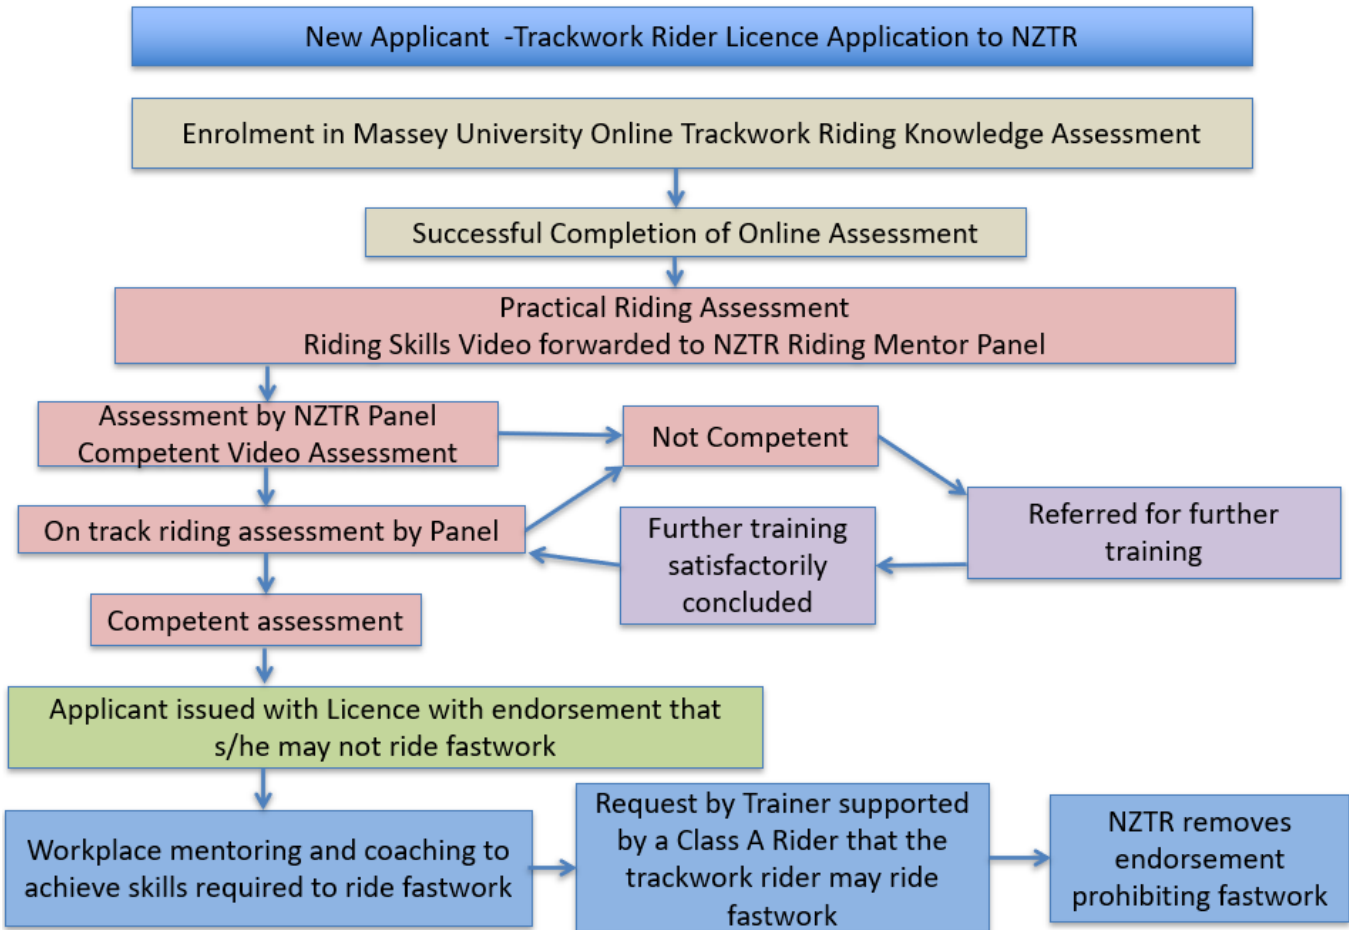 New Applicant -Trackwork Rider Licence Application to NZTR
Enrolment in Massey University Online Trackwork Riding Knowledge Assessment
Successful Completion of Online Assessment
Practical Riding Assessment
Riding Skills Video forwarded to NZTR Riding Mentor Panel
Assessment by NZTR Panel
Competent Video Assessment
Not Competent
On track riding assessment by Panel
Further training
satisfactorily
concluded
Referred for further
training
Competent assessment
Applicant issued with Licence with endorsement that
s/he may not ride fastwork
Workplace mentoring and coaching to
achieve skills required to ride fastwork
Request by Trainer supported
by a Class A Rider that the
trackwork rider may ride
fastwork
NZTR removes
endorsement
prohibiting fastwork